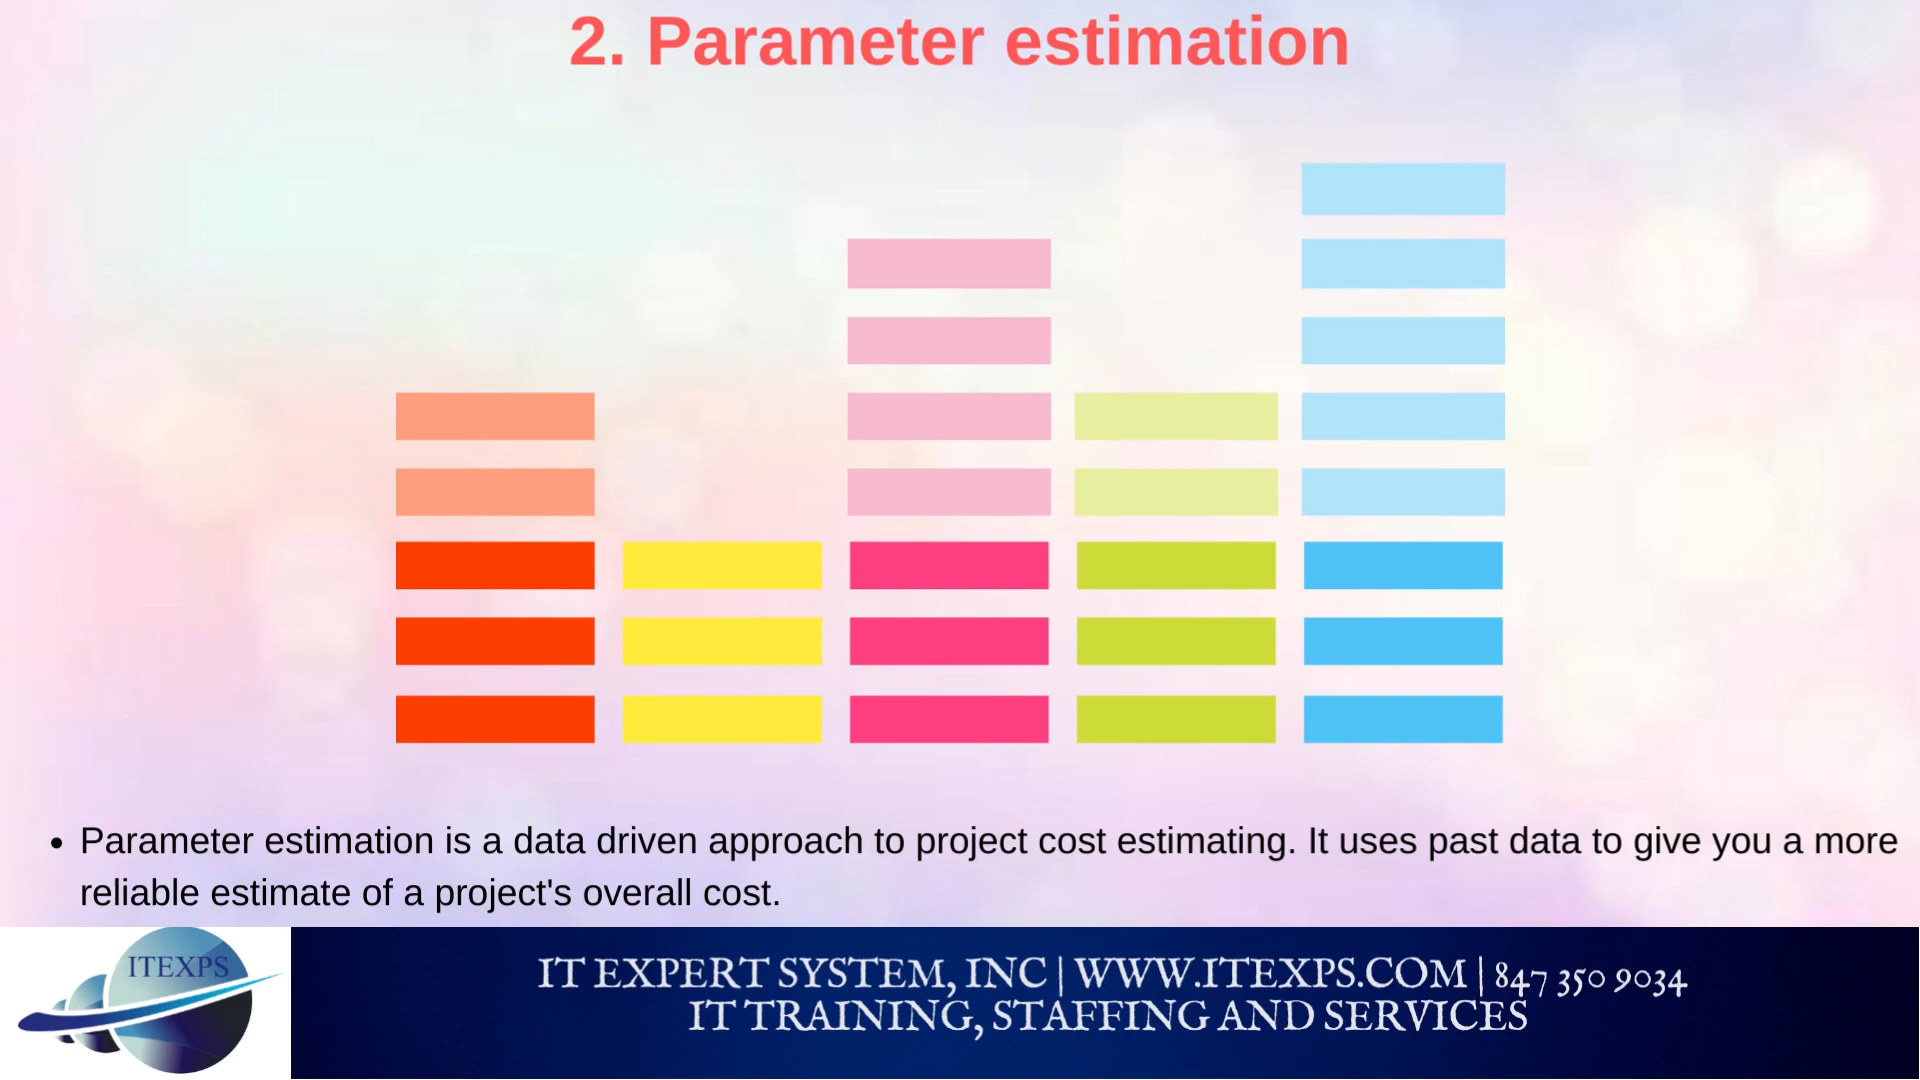 2. Parameter estimation
• Parameter estimation is a data driven approach to project cost estimating. It uses past data to give you a more
reliable estimate of a project's overall cost.
ITEXPS
IT EXPERT SYSTEM, INC | WWW.ITEXPS.COM | 847 350 9034
IT TRAINING, STAFFING AND SERVICES